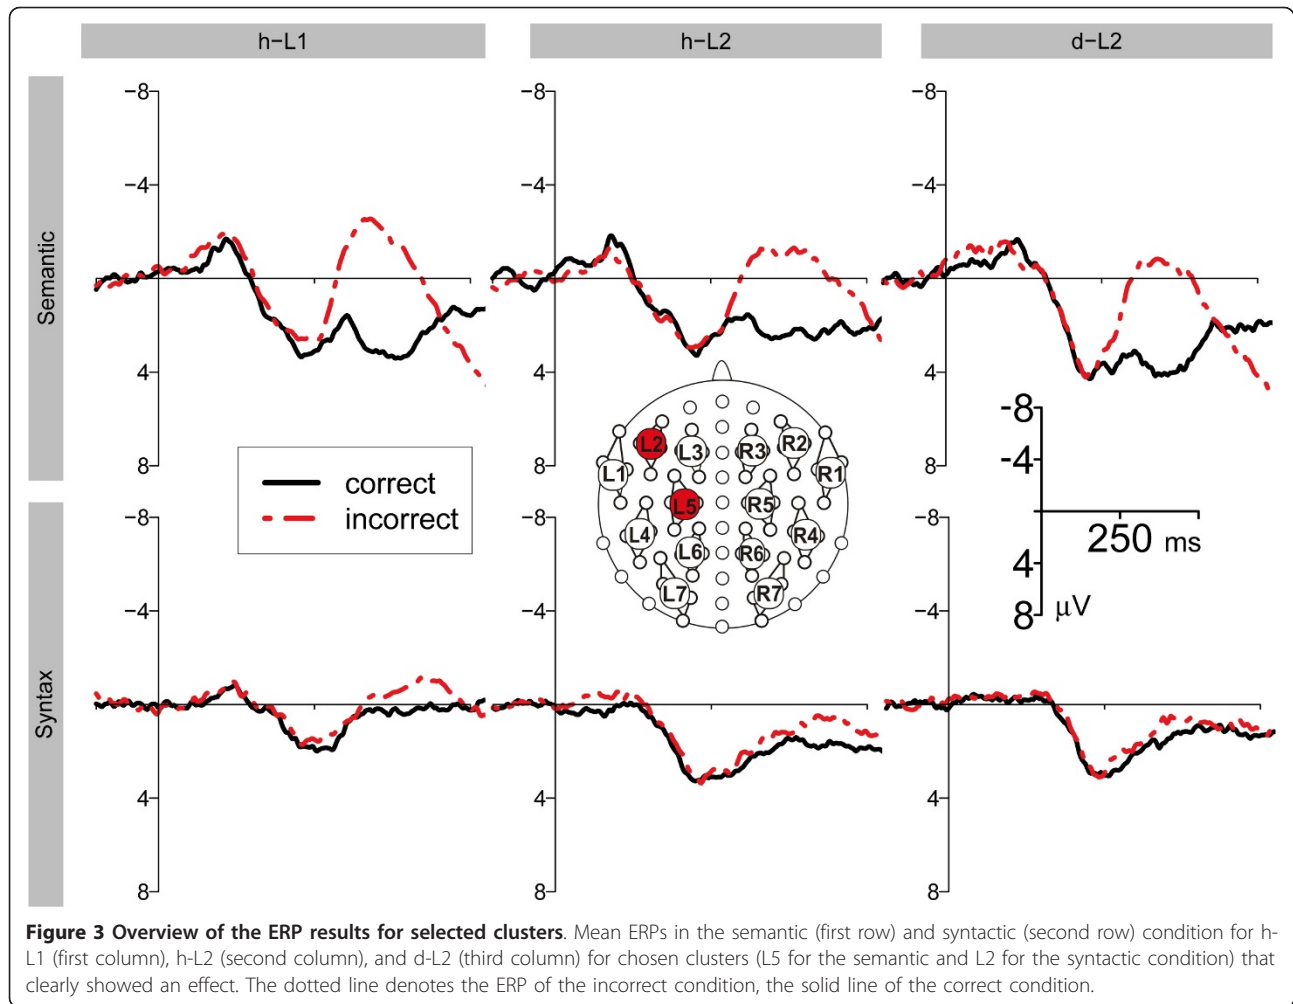 h−L1
h−L2
d−L2
Semantic
−8
−4
4
8
−8
−4
4
8
−8
−4
4
8
correct
incorrect
L1
L2
L3
R3
R2
R1
L5
R5
L4
L6
R6
R4
L7
R7
-8
-4
250 ms
4
8
μV
Syntax
−8
−4
4
8
−8
−4
4
8
−8
−4
4
8
Figure 3 Overview of the ERP results for selected clusters. Mean ERPs in the semantic (first row) and syntactic (second row) condition for h-
L1 (first column), h-L2 (second column), and d-L2 (third column) for chosen clusters (L5 for the semantic and L2 for the syntactic condition) that
clearly showed an effect. The dotted line denotes the ERP of the incorrect condition, the solid line of the correct condition.